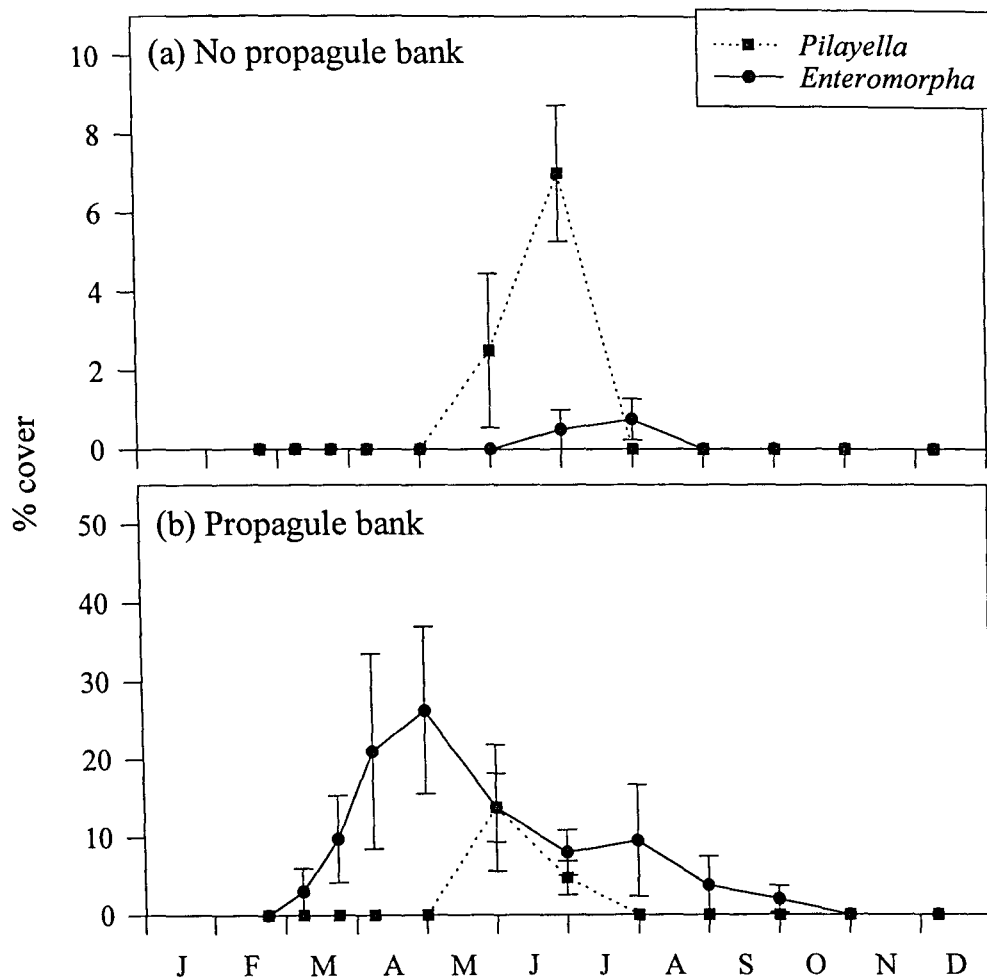 (a) No propagule bank
Pilayella
Enteromorpha
10
8
6
4
2
0
% cover
(b) Propagule bank
50
40
30
20
10
0
J F M A M J J A S O N D